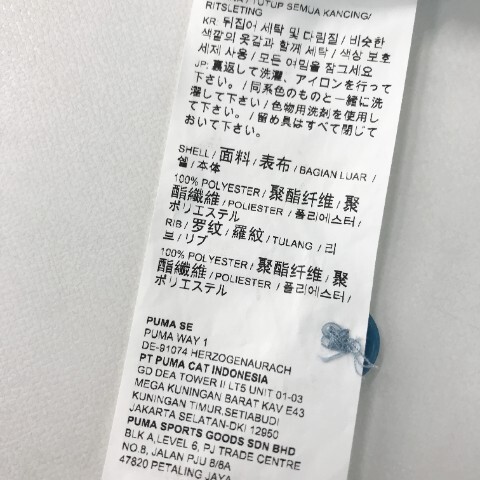 / TUTUP SEMUA KANCING/
RITSLETING
KR: 뒤집어 세탁 및 다림질 / 비슷한
색깔의 옷감과 함께 세탁 / 색상 보호
세제 사용 / 모든 여밈을 잠그세요
JP: 裏返して洗濯、アイロンを行って
下さい。/ 同系色のものと一緒に洗
濯して下さい / 色物用洗剤を使用し
て下さい。/ 留め具はすべて閉じて
おいて下さい。
SHELL / 面料 / 表布 / BAGIAN LUAR /
쉘 / 本体
100% POLYESTER / 聚酯纤维 / 聚
酯纖維 / POLIESTER / 폴리에스터 /
ポリエステル
RIB / 罗纹 / 羅紋 / TULANG / 리
브 / リブ
100% POLYESTER / 聚酯纤维 / 聚
酯纖維 / POLIESTER / 폴리에스터 /
ポリエステル
PUMA SE
PUMA WAY 1
DE-91074 HERZOGENAURACH
PT PUMA CAT INDONESIA
GD DEA TOWER II LT5 UNIT 01-03
MEGA KUNINGAN BARAT KAV E43
KUNINGAN TIMUR.SETIABUDI
JAKARTA SELATAN-DKI 12950
PUMA SPORTS GOODS SDN BHD
BLK A,LEVEL 6, PJ TRADE CENTRE
NO.8, JALAN PJU 8/8A
47820 PETALING JAYA